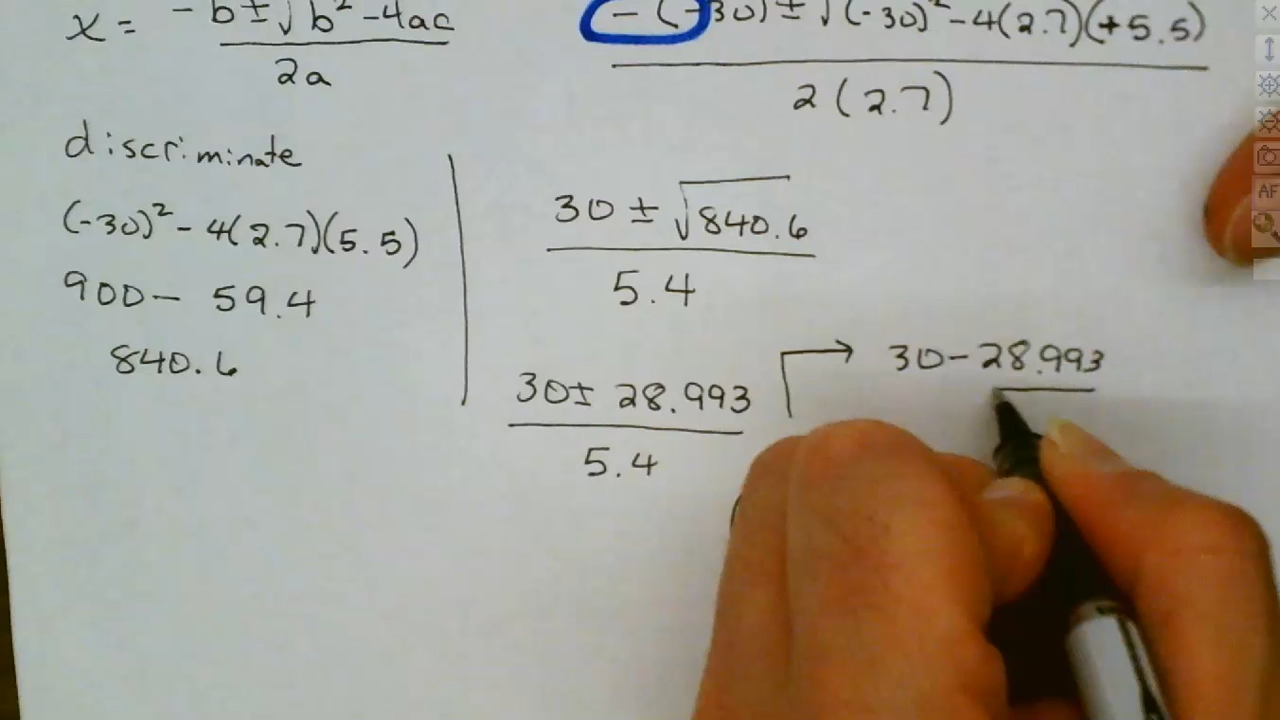 x = -b ± √b² - 4ac
2a
-(-30) ± √(-30)² - 4(2.7)(+5.5)
2(2.7)
discriminate
(-30)² - 4(2.7)(5.5)
900 - 59.4
840.6
30 ± √840.6
5.4
30 ± 28.993
5.4
30 - 28.993
AF